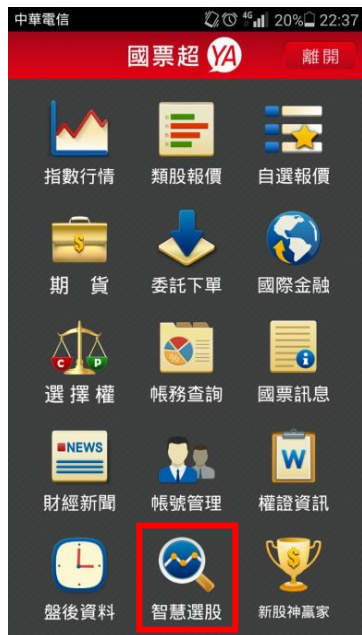 中華電信 4G 20% 22:37
國票超 YA 離開
指數行情 類股報價 自選報價
$
期 貨 委託下單 國際金融
C P %
選擇權 帳務查詢 國票訊息
NEWS W $
財經新聞 帳號管理 權證資訊
盤後資料 智慧選股 新股神贏家